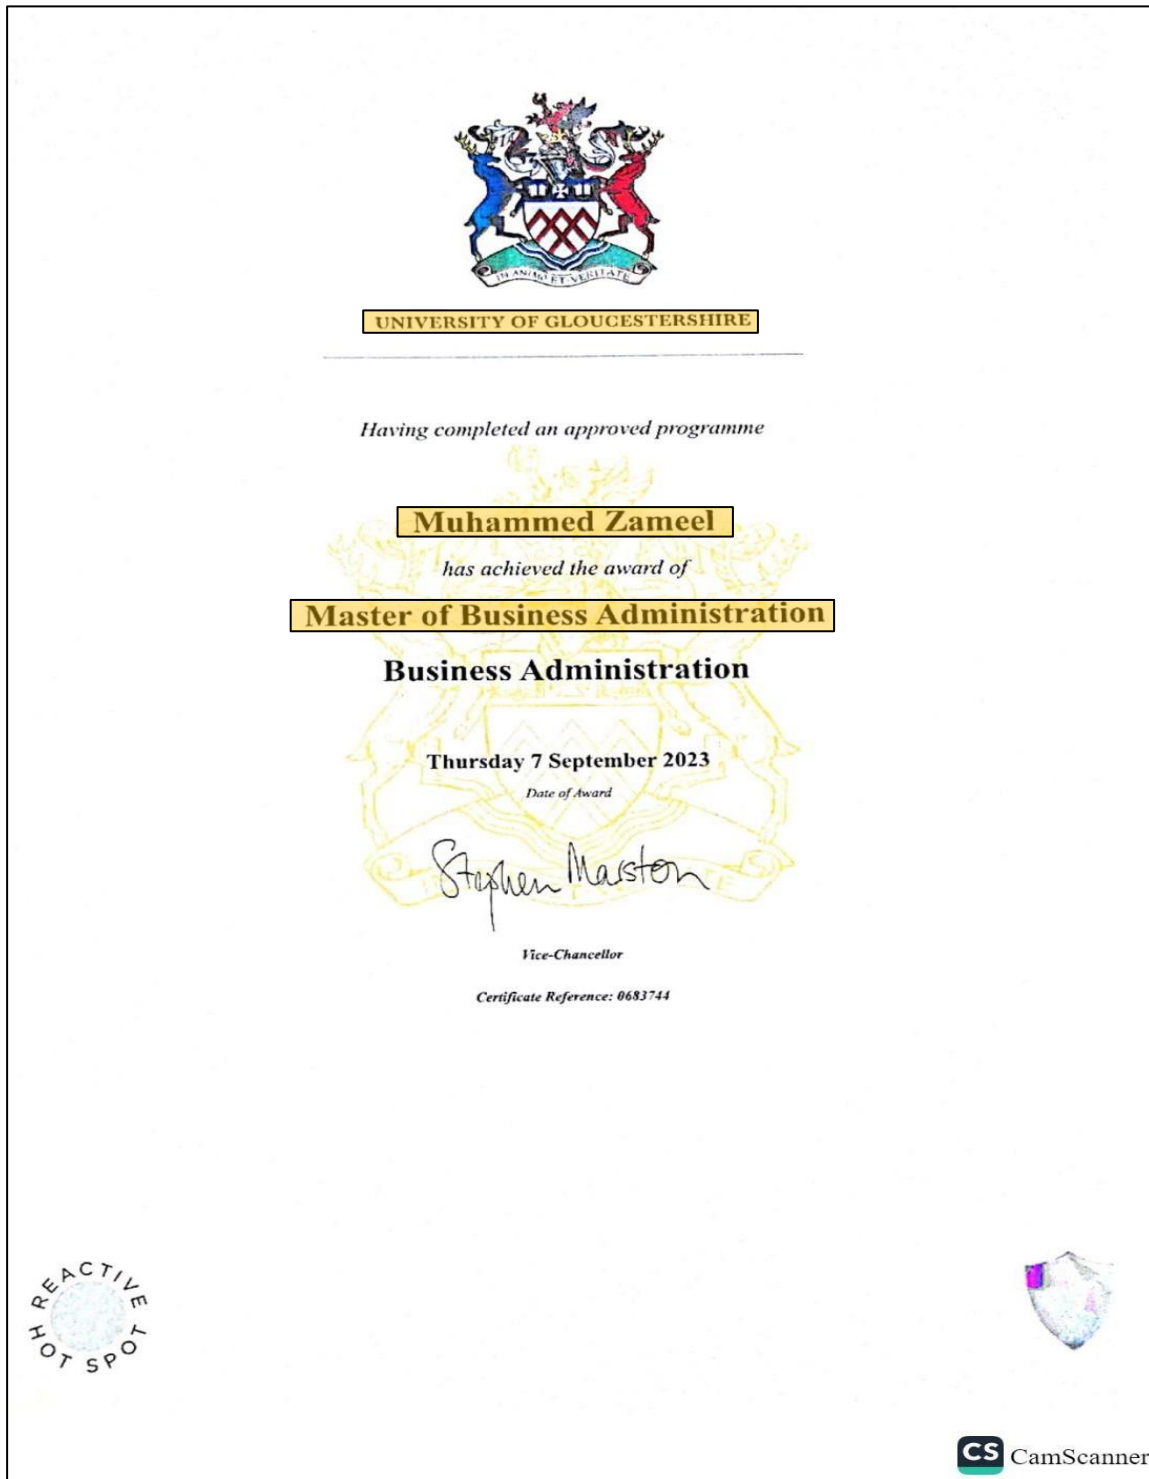 IN ANIMO ET VERITATE
UNIVERSITY OF GLOUCESTERSHIRE
Having completed an approved programme
Muhammed Zameel
has achieved the award of
Master of Business Administration
Business Administration
Thursday 7 September 2023
Date of Award
Stephen Marston
Vice-Chancellor
Certificate Reference: 0683744
REACTIVE
HOT SPOT
CS CamScanner